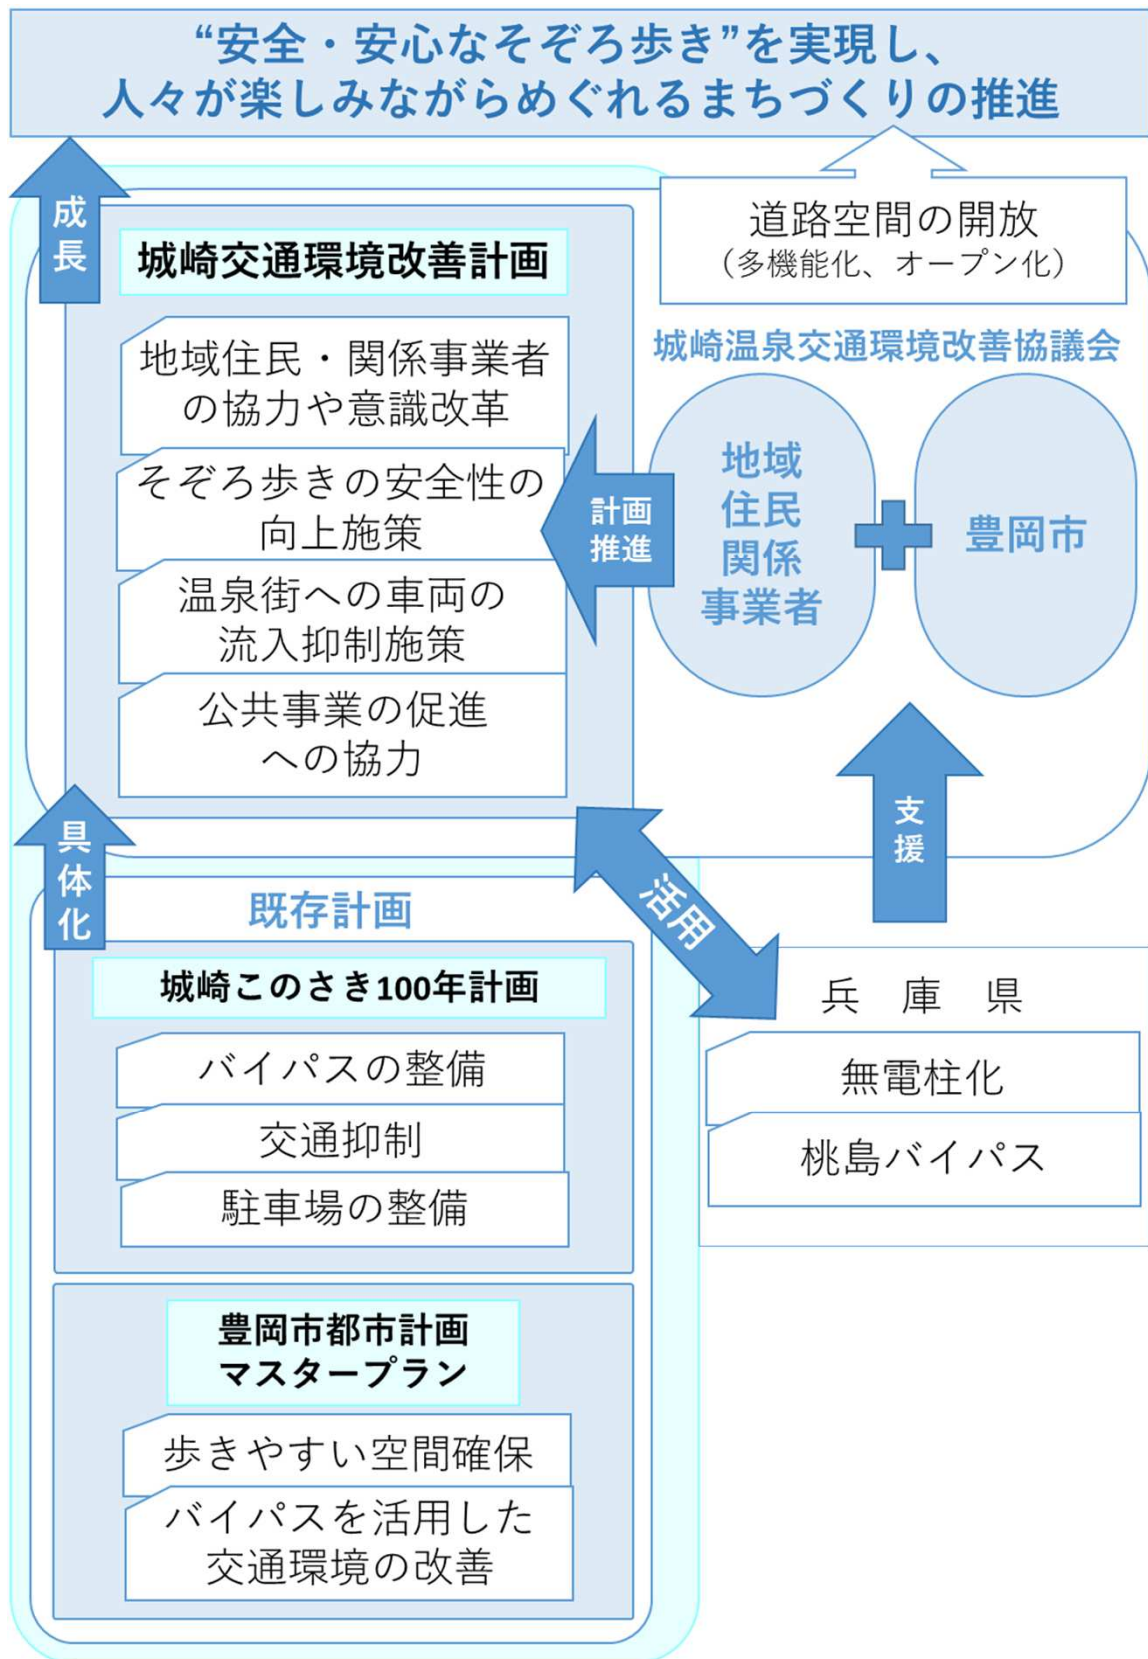 “安全・安心なそぞろ歩き”を実現し、
人々が楽しみながらめぐれるまちづくりの推進
成長
城崎交通環境改善計画
地域住民・関係事業者
の協力や意識改革
そぞろ歩きの安全性の
向上施策
温泉街への車両の
流入抑制施策
公共事業の促進
への協力
道路空間の開放
（多機能化、オープン化）
城崎温泉交通環境改善協議会
計画
推進
地域
住民
関係
事業者
豊岡市
支援
具体化
活用
既存計画
城崎このさき100年計画
バイパスの整備
交通抑制
駐車場の整備
兵 庫 県
無電柱化
桃島バイパス
豊岡市都市計画
マスタープラン
歩きやすい空間確保
バイパスを活用した
交通環境の改善